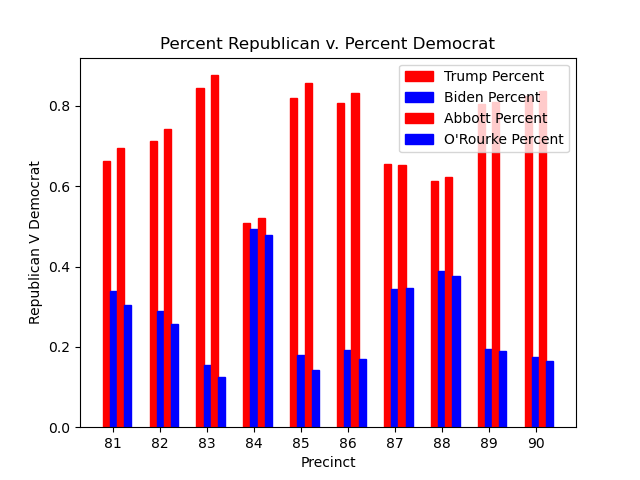 Percent Republican v. Percent Democrat
Trump Percent
Biden Percent
Abbott Percent
O'Rourke Percent
Republican V Democrat
0.8
0.6
0.4
0.2
0.0
81 82 83 84 85 86 87 88 89 90
Precinct